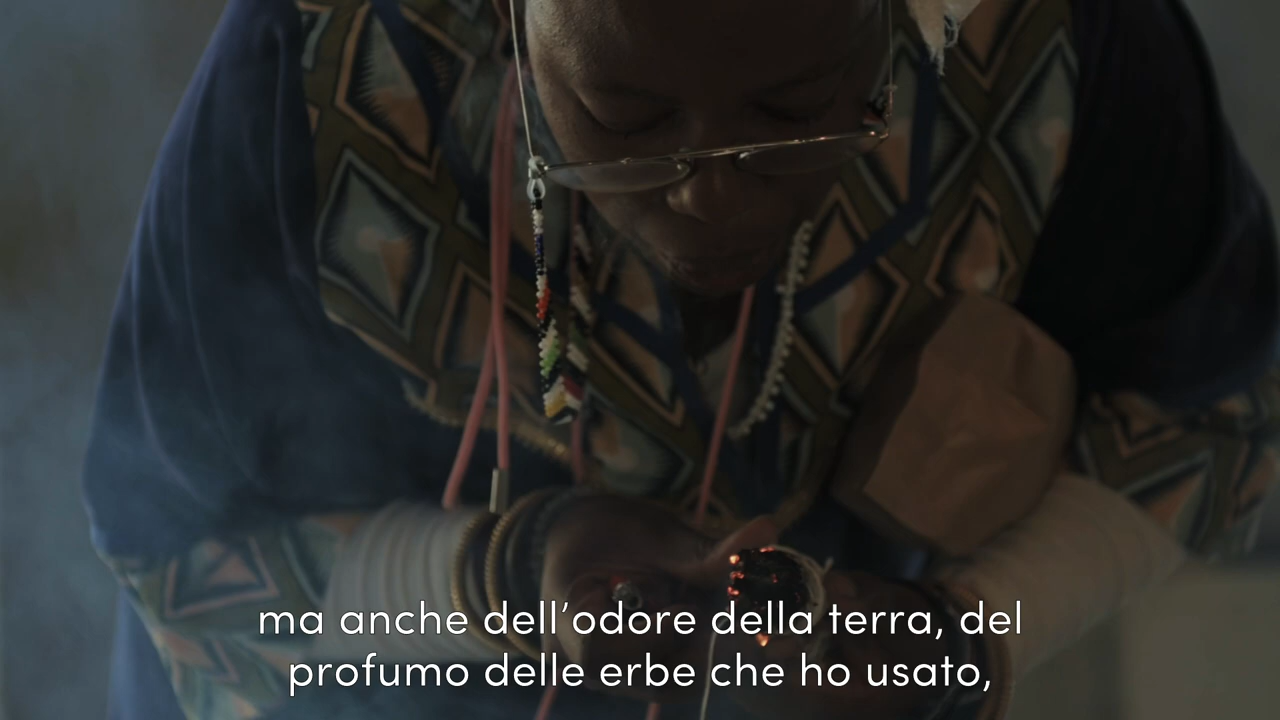 ma anche dell’odore della terra, del
profumo delle erbe che ho usato,